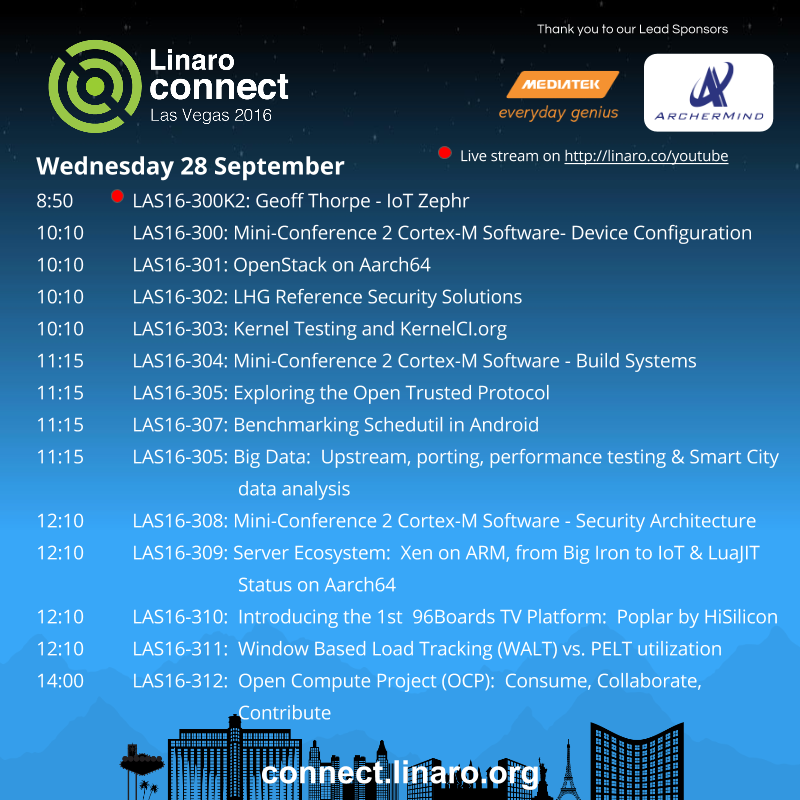 Thank you to our Lead Sponsors
Linaro
connect
Las Vegas 2016
MEDIATEK
everyday genius
ARCHERMIND
Live stream on http://linaro.co/youtube
Wednesday 28 September
8:50 LAS16-300K2: Geoff Thorpe - IoT Zephr
10:10 LAS16-300: Mini-Conference 2 Cortex-M Software- Device Configuration
10:10 LAS16-301: OpenStack on Aarch64
10:10 LAS16-302: LHG Reference Security Solutions
10:10 LAS16-303: Kernel Testing and KernelCI.org
11:15 LAS16-304: Mini-Conference 2 Cortex-M Software - Build Systems
11:15 LAS16-305: Exploring the Open Trusted Protocol
11:15 LAS16-307: Benchmarking Schedutil in Android
11:15 LAS16-305: Big Data: Upstream, porting, performance testing & Smart City
data analysis
12:10 LAS16-308: Mini-Conference 2 Cortex-M Software - Security Architecture
12:10 LAS16-309: Server Ecosystem: Xen on ARM, from Big Iron to IoT & LuaJIT
Status on Aarch64
12:10 LAS16-310: Introducing the 1st 96Boards TV Platform: Poplar by HiSilicon
12:10 LAS16-311: Window Based Load Tracking (WALT) vs. PELT utilization
14:00 LAS16-312: Open Compute Project (OCP): Consume, Collaborate,
Contribute
connect.linaro.org